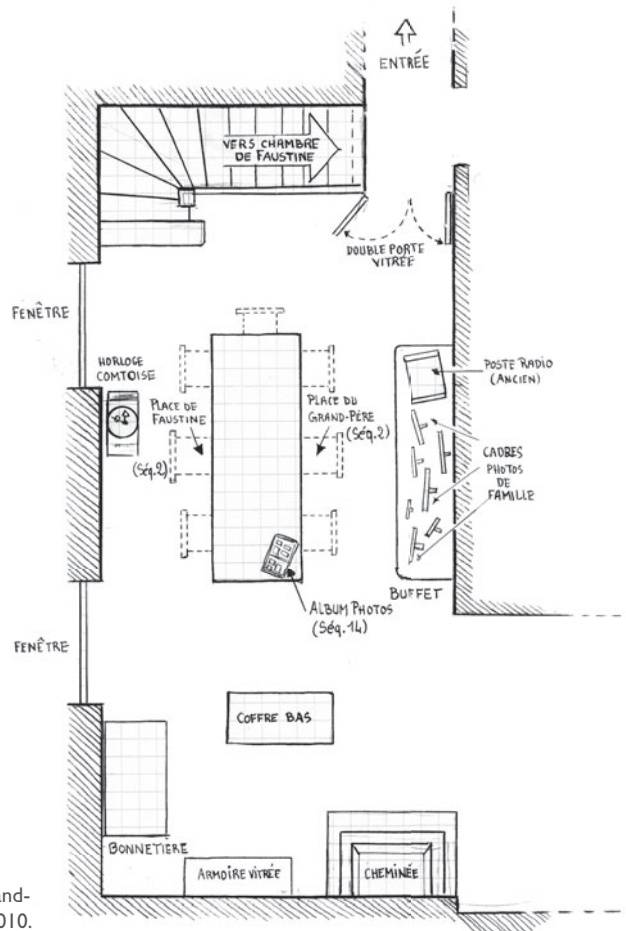 ENTRÉE
VERS CHAMBRE
DE FAUSTINE
DOUBLE PORTE
VITRÉE
FENÊTRE
HORLOGE
COMTOISE
PLACE DE
FAUSTINE
(Séq.2)
PLACE DU
GRAND-PÈRE
(Séq.2)
POSTE RADIO
(ANCIEN)
CADRES
PHOTOS
DE
FAMILLE
BUFFET
ALBUM PHOTOS
(Séq.14)
FENÊTRE
COFFRE BAS
BONNETIÈRE
ARMOIRE VITRÉE
CHEMINÉE
and-
010.